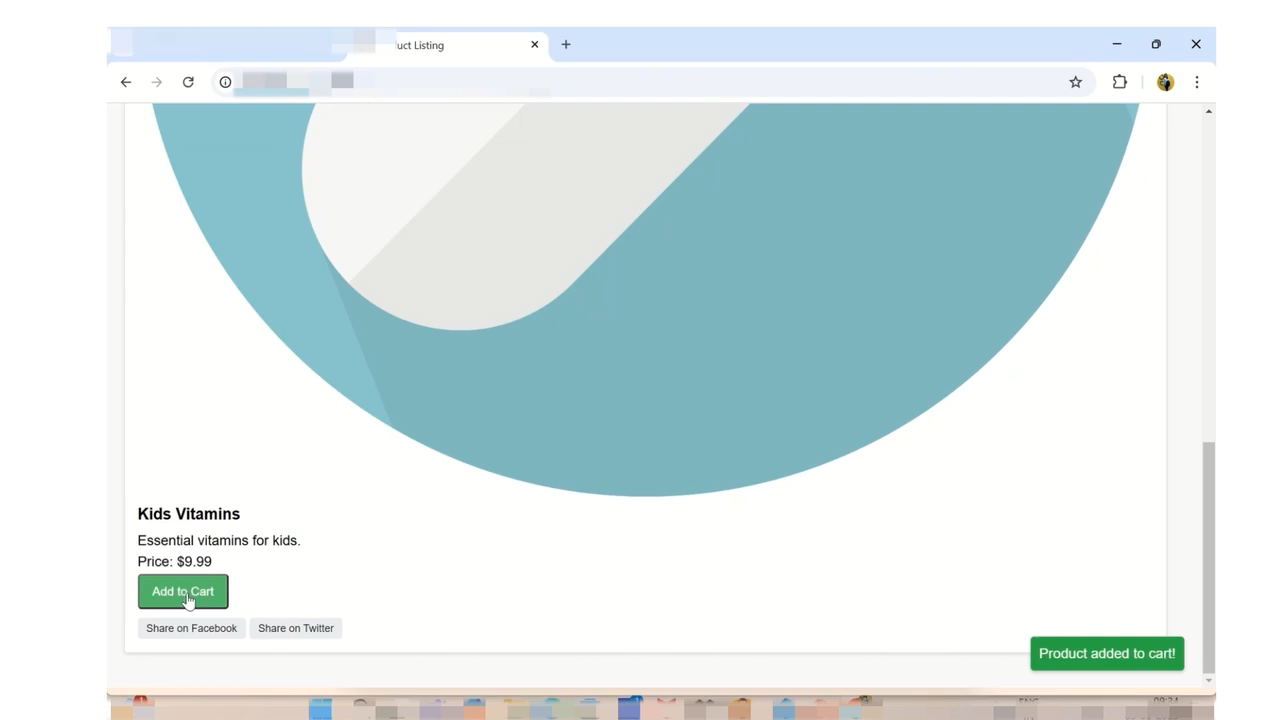 uct Listing
Kids Vitamins
Essential vitamins for kids.
Price: $9.99
Add to Cart
Share on Facebook Share on Twitter
Product added to cart!